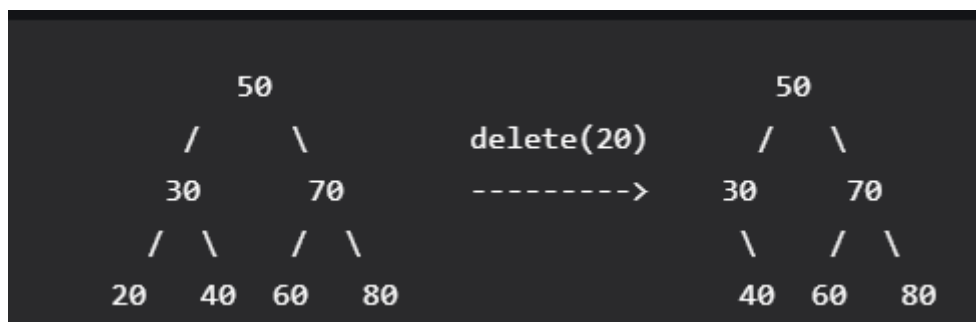 50 50
/ \ delete(20) / \
30 70 ---------> 30 70
/ \ / \ \ / \
20 40 60 80 40 60 80